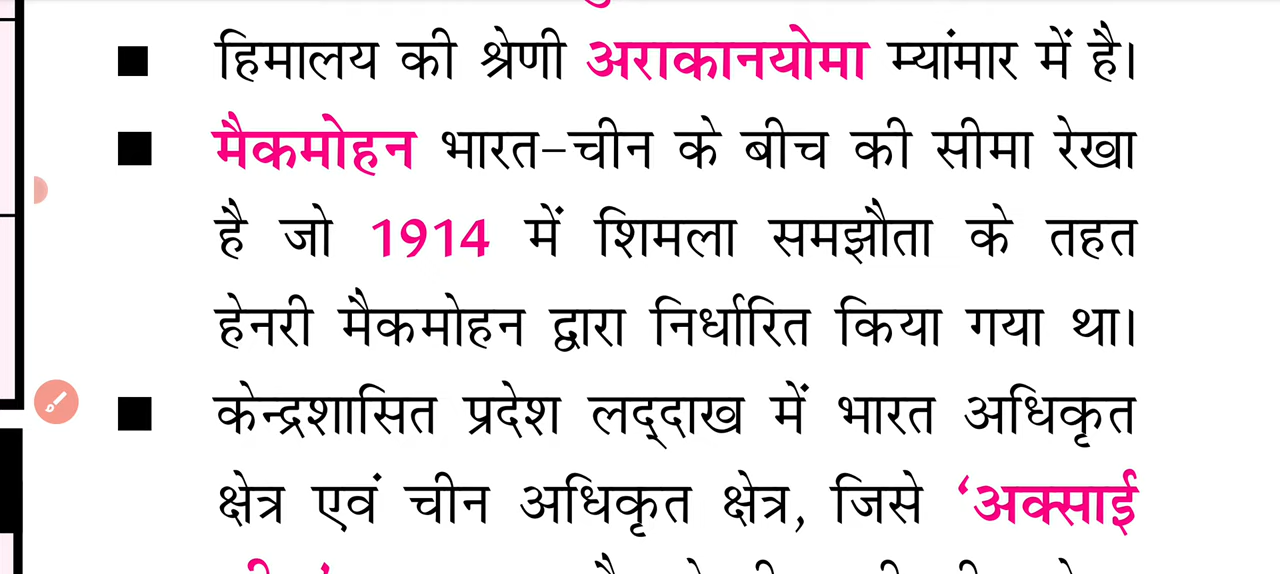 ■ हिमालय की श्रेणी अराकानयोमा म्यांमार में है।
■ मैकमोहन भारत-चीन के बीच की सीमा रेखा
है जो 1914 में शिमला समझौता के तहत
हेनरी मैकमोहन द्वारा निर्धारित किया गया था।
■ केन्द्रशासित प्रदेश लद्दाख में भारत अधिकृत
क्षेत्र एवं चीन अधिकृत क्षेत्र, जिसे ‘अक्साई